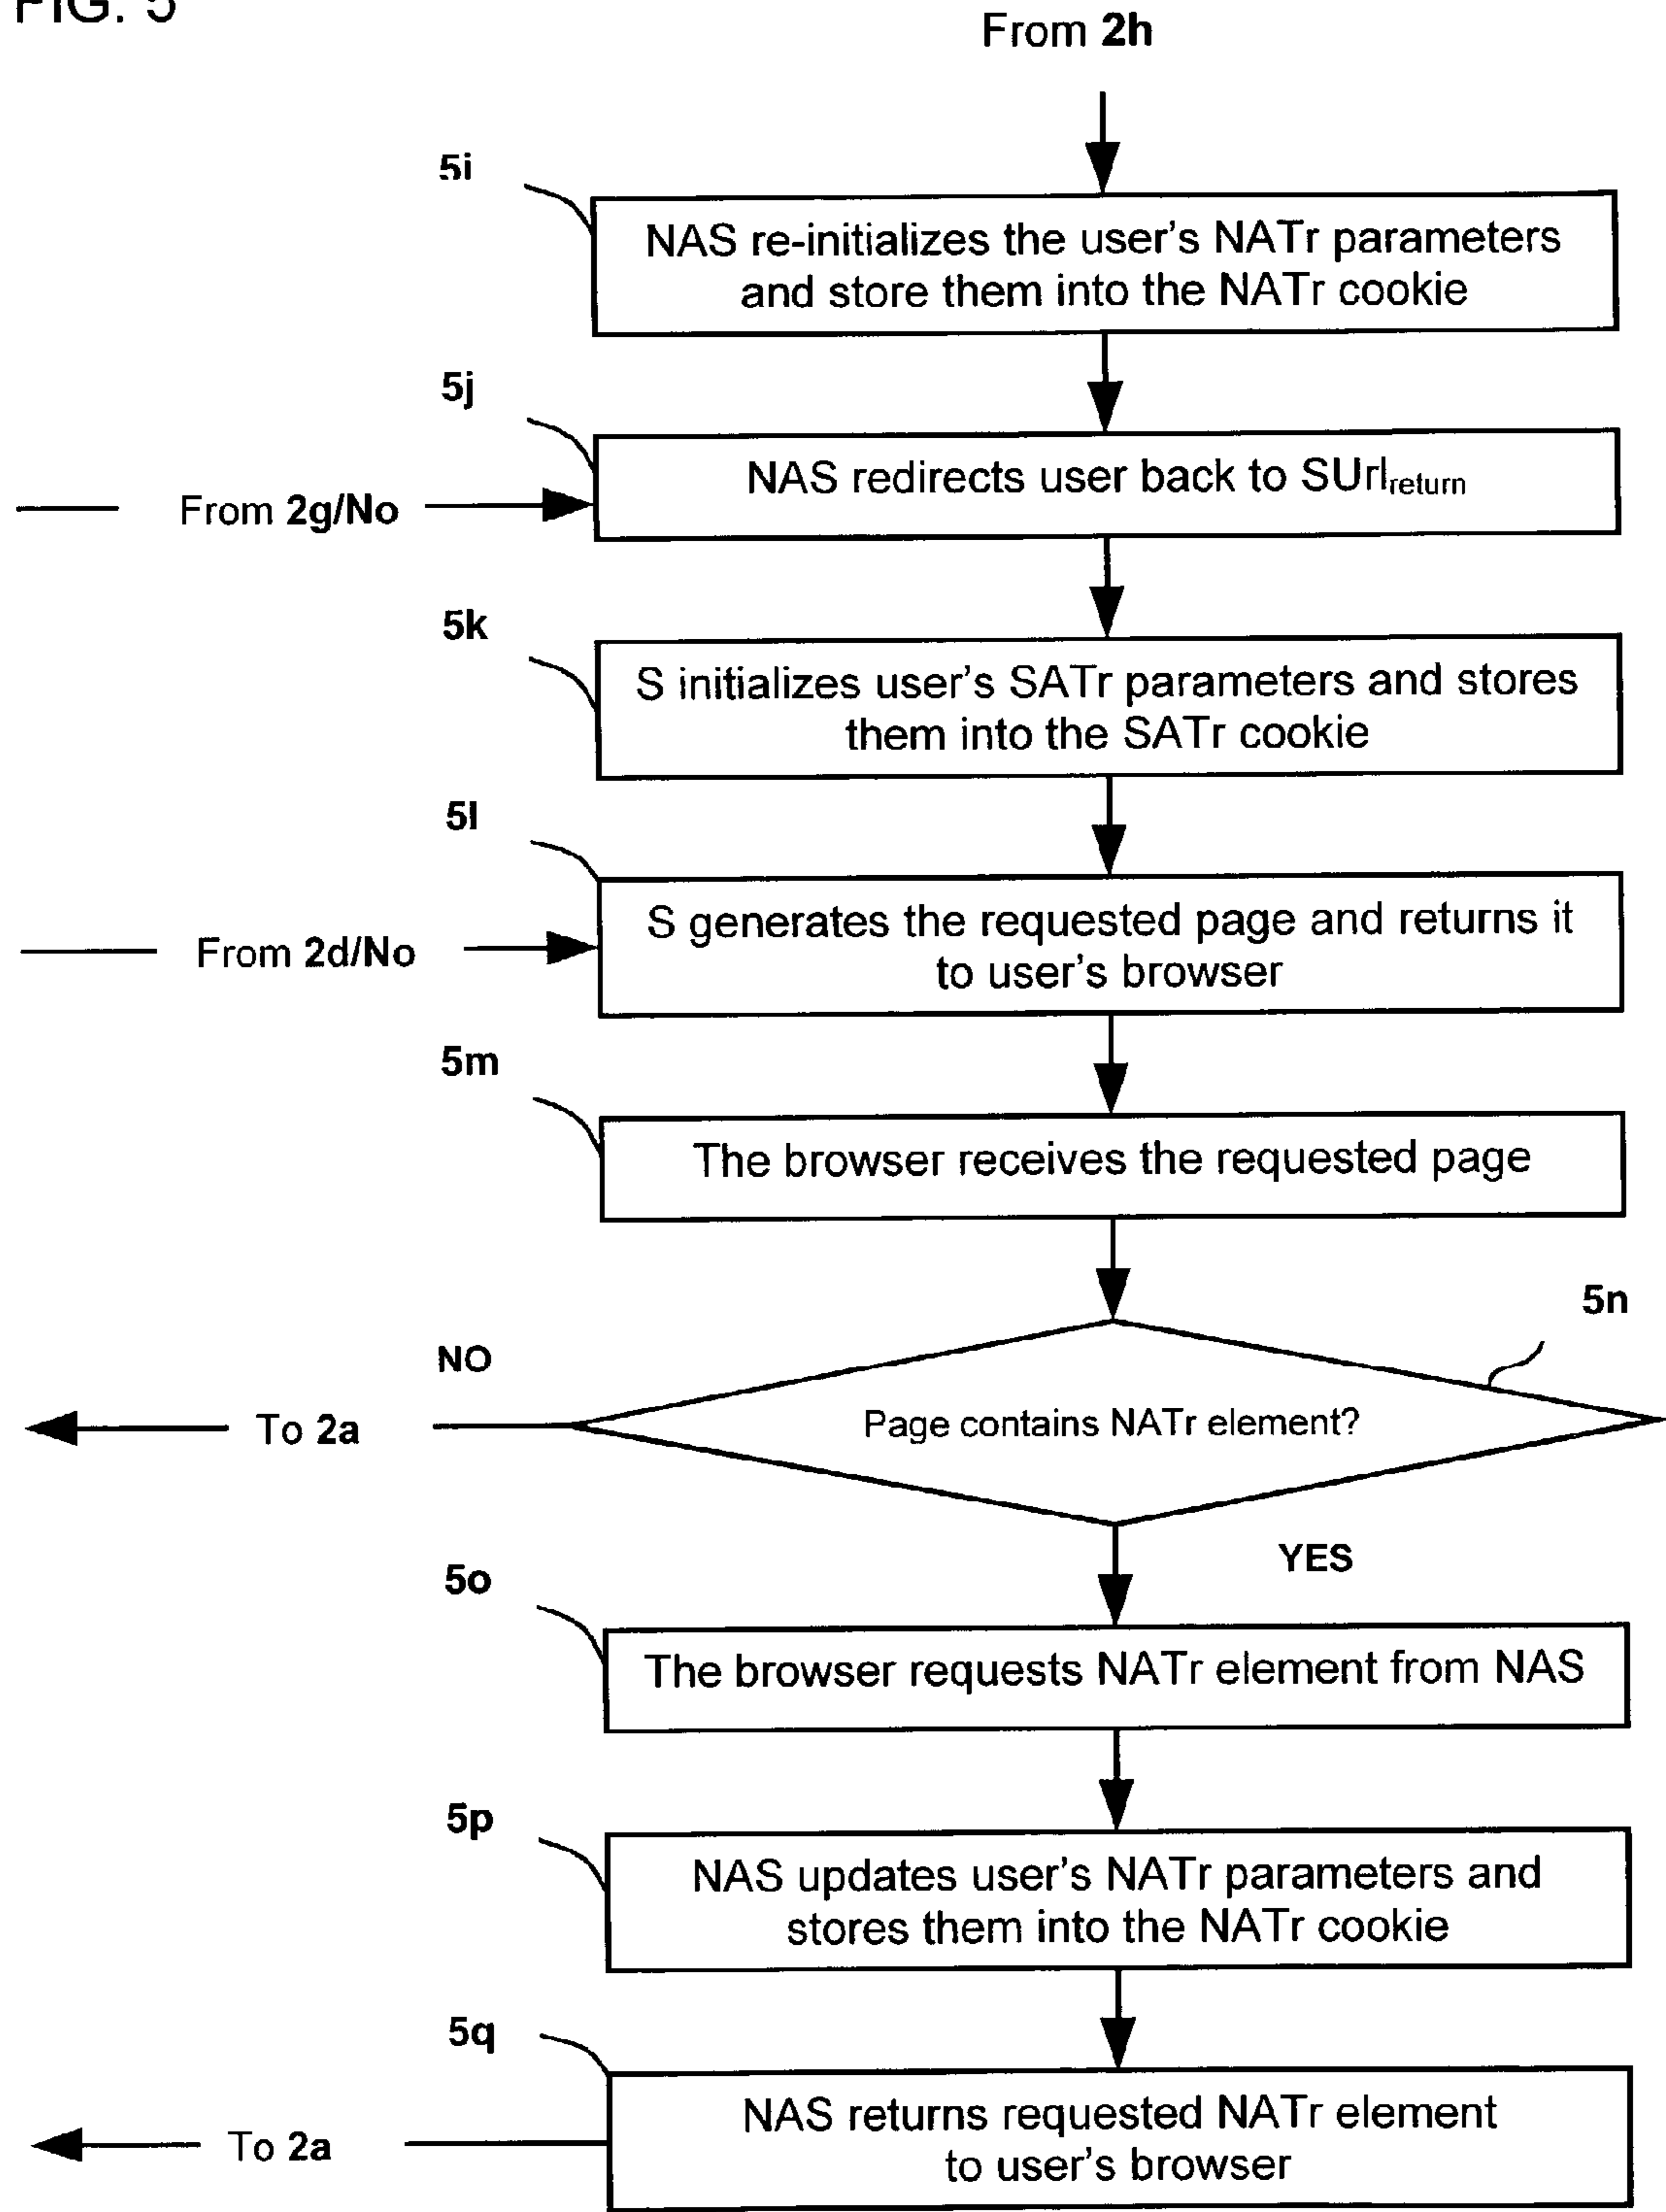 FIG. 5
From 2h
5i
NAS re-initializes the user's NATr parameters
and store them into the NATr cookie
5j
From 2g/No
NAS redirects user back to SUrlreturn
5k
S initializes user's SATr parameters and stores
them into the SATr cookie
5l
From 2d/No
S generates the requested page and returns it
to user's browser
5m
The browser receives the requested page
5n
NO
To 2a
Page contains NATr element?
YES
5o
The browser requests NATr element from NAS
5p
NAS updates user's NATr parameters and
stores them into the NATr cookie
5q
To 2a
NAS returns requested NATr element
to user's browser